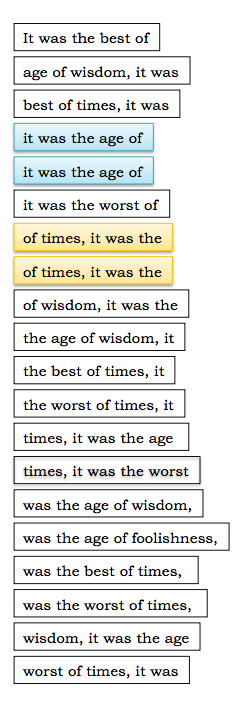 It was the best of
age of wisdom, it was
best of times, it was
it was the age of
it was the age of
it was the worst of
of times, it was the
of times, it was the
of wisdom, it was the
the age of wisdom, it
the best of times, it
the worst of times, it
times, it was the age
times, it was the worst
was the age of wisdom,
was the age of foolishness,
was the best of times,
was the worst of times,
wisdom, it was the age
worst of times, it was